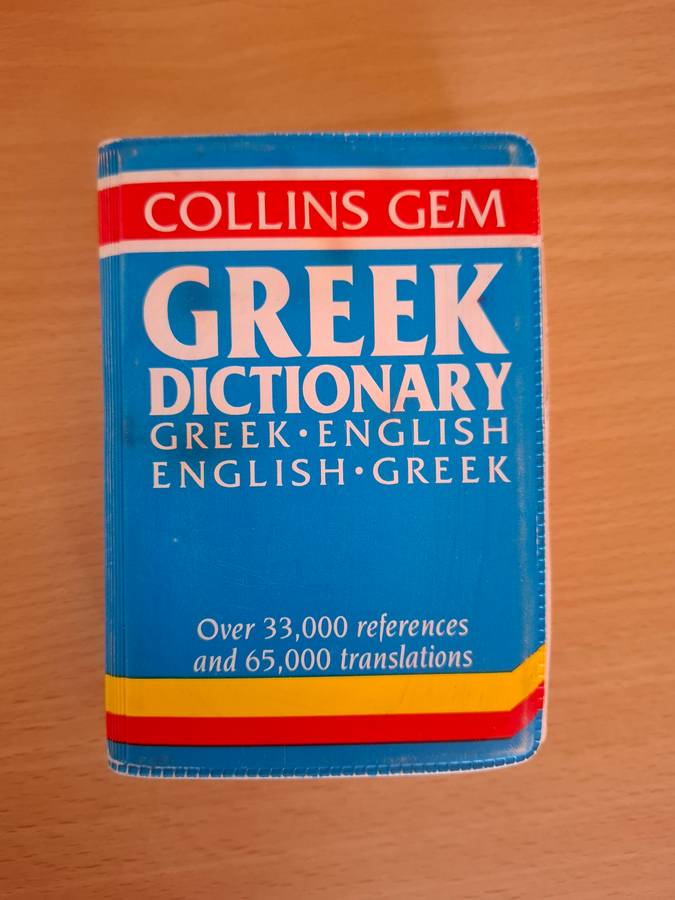 COLLINS GEM
GREEK
DICTIONARY
GREEK•ENGLISH
ENGLISH•GREEK
Over 33,000 references
and 65,000 translations